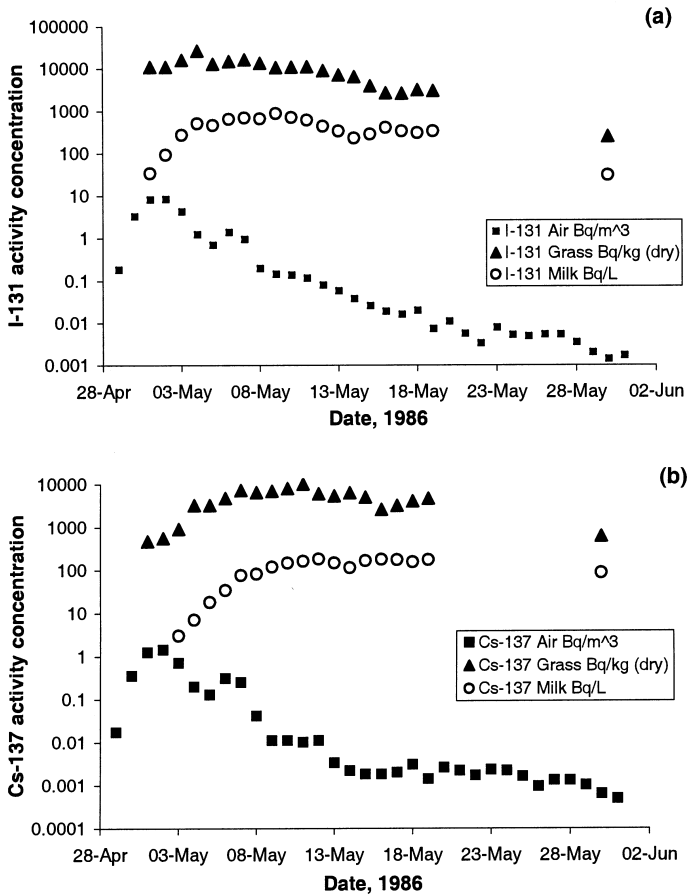 (a)
100000
10000
1000
100
10
1
0.1
0.01
0.001
I-131 activity concentration
I-131 Air Bq/m^3
I-131 Grass Bq/kg (dry)
I-131 Milk Bq/L
28-Apr 03-May 08-May 13-May 18-May 23-May 28-May 02-Jun
Date, 1986
(b)
10000
1000
100
10
1
0.1
0.01
0.001
0.0001
Cs-137 activity concentration
Cs-137 Air Bq/m^3
Cs-137 Grass Bq/kg (dry)
Cs-137 Milk Bq/L
28-Apr 03-May 08-May 13-May 18-May 23-May 28-May 02-Jun
Date, 1986